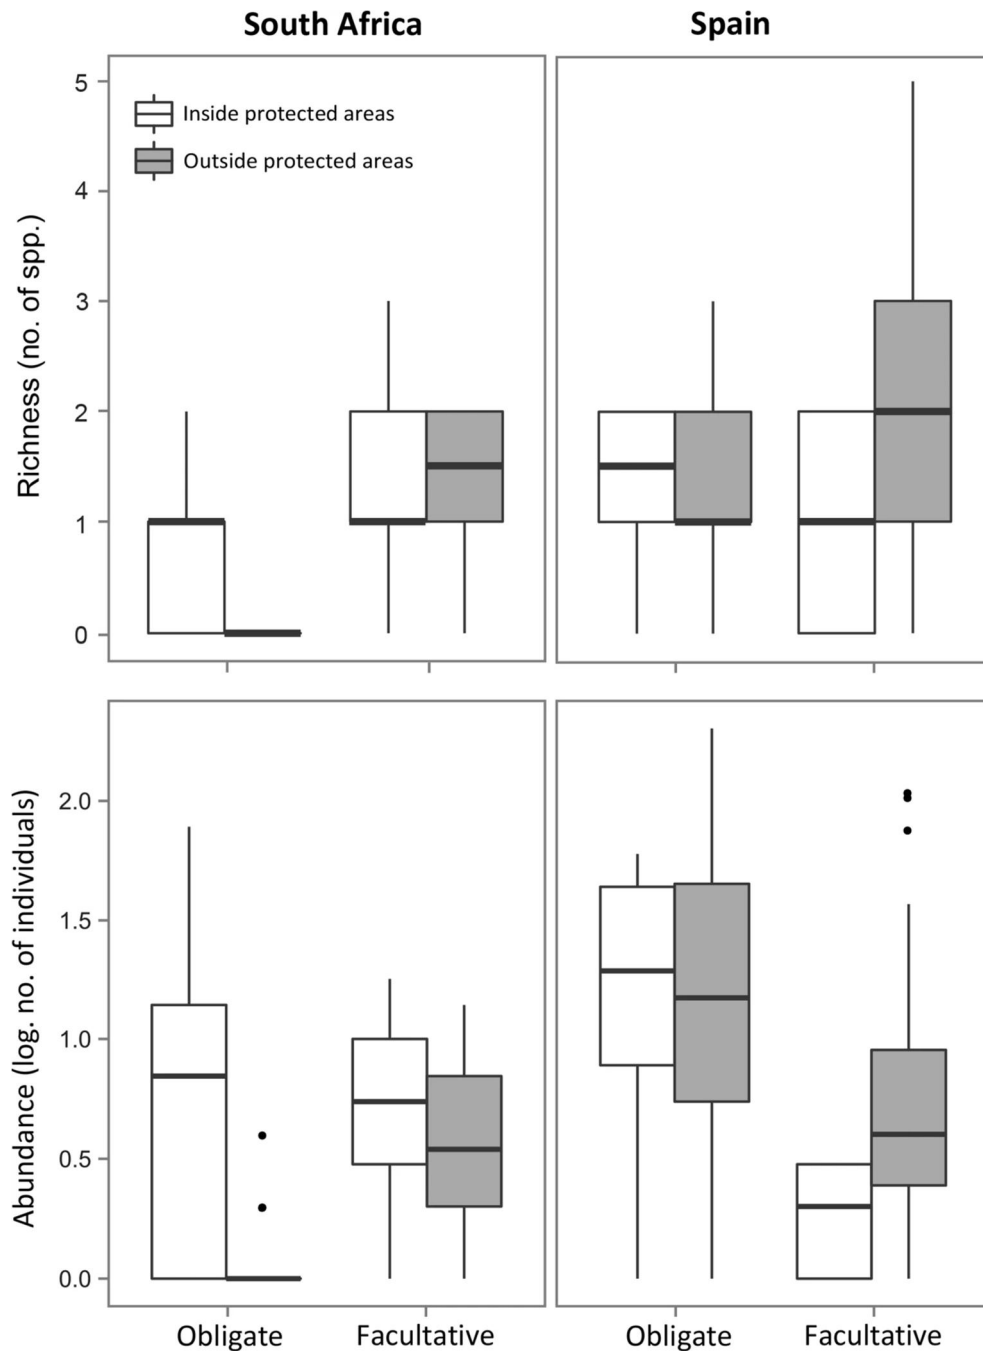 South Africa
Spain
Richness (no. of spp.)
5
4
3
2
1
0
Inside protected areas
Outside protected areas
Abundance (log. no. of individuals)
2.0
1.5
1.0
0.5
0.0
Obligate
Facultative
Obligate
Facultative